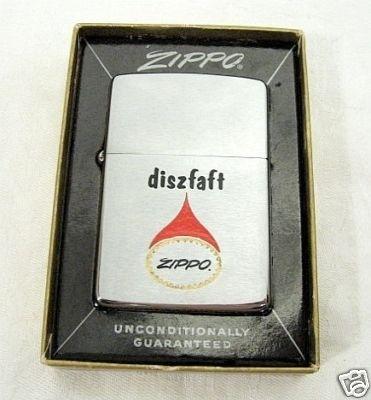 ZIPPO®
diszfaft
ZIPPO®
UNCONDITIONALLY
GUARANTEED